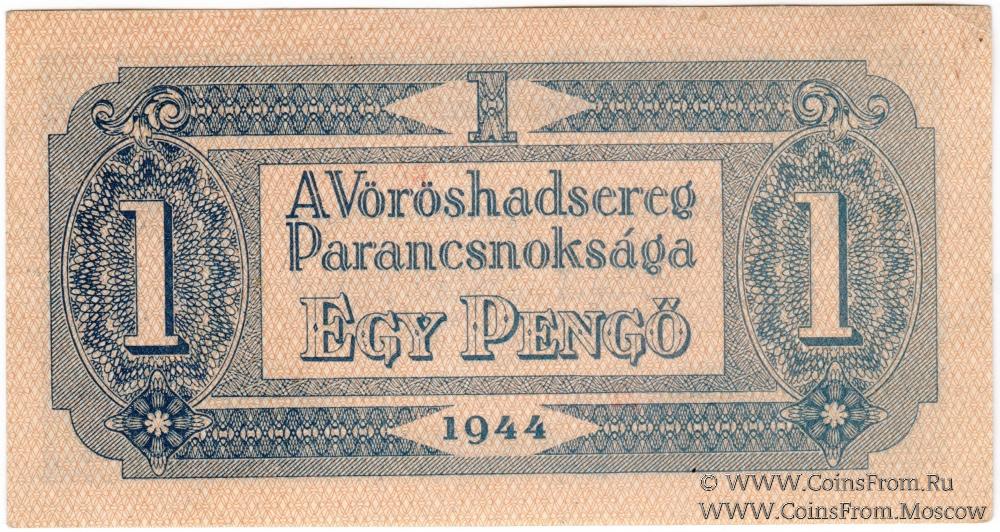 1
A Vöröshadsereg
Parancsnoksága
Egy Pengő
1
1
1944
© WWW.CoinsFrom.Ru
WWW.CoinsFrom.Moscow